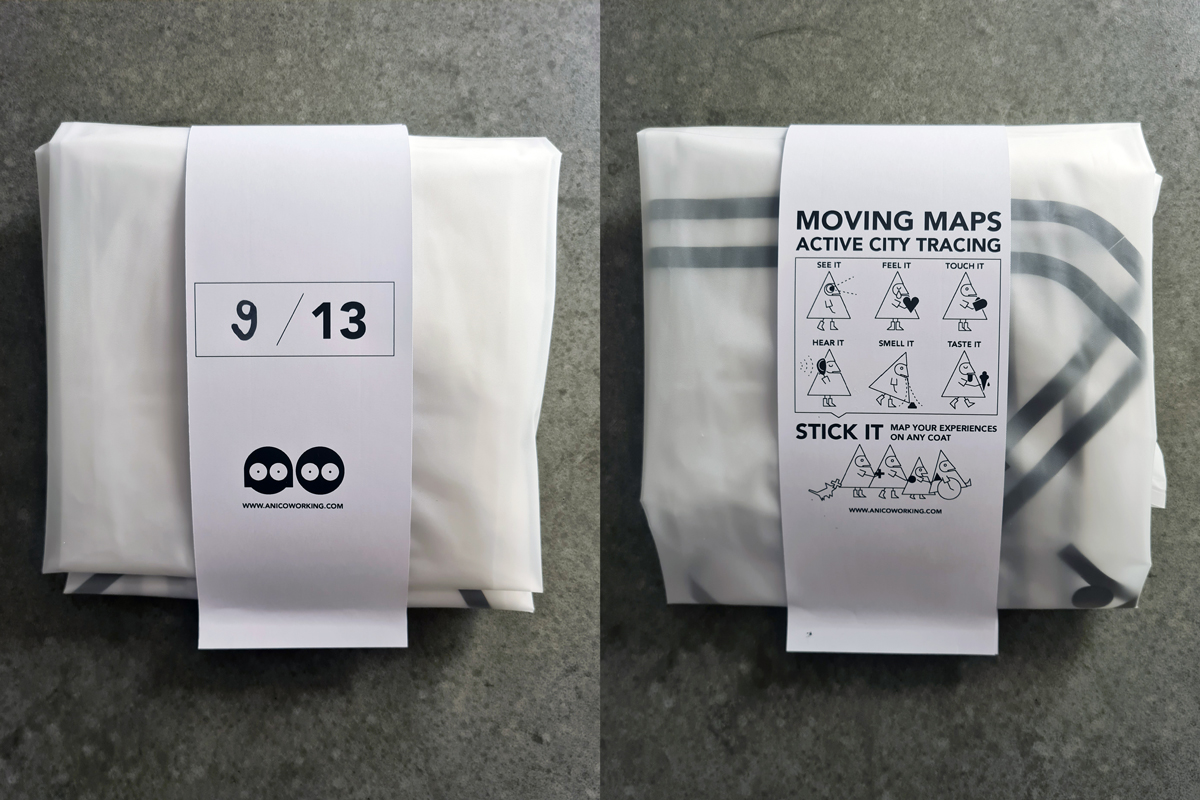 9/13
WWW.ANICOWORKING.COM
MOVING MAPS
ACTIVE CITY TRACING
SEE IT FEEL IT TOUCH IT
HEAR IT SMELL IT TASTE IT
STICK IT MAP YOUR EXPERIENCES
ON ANY COAT
WWW.ANICOWORKING.COM